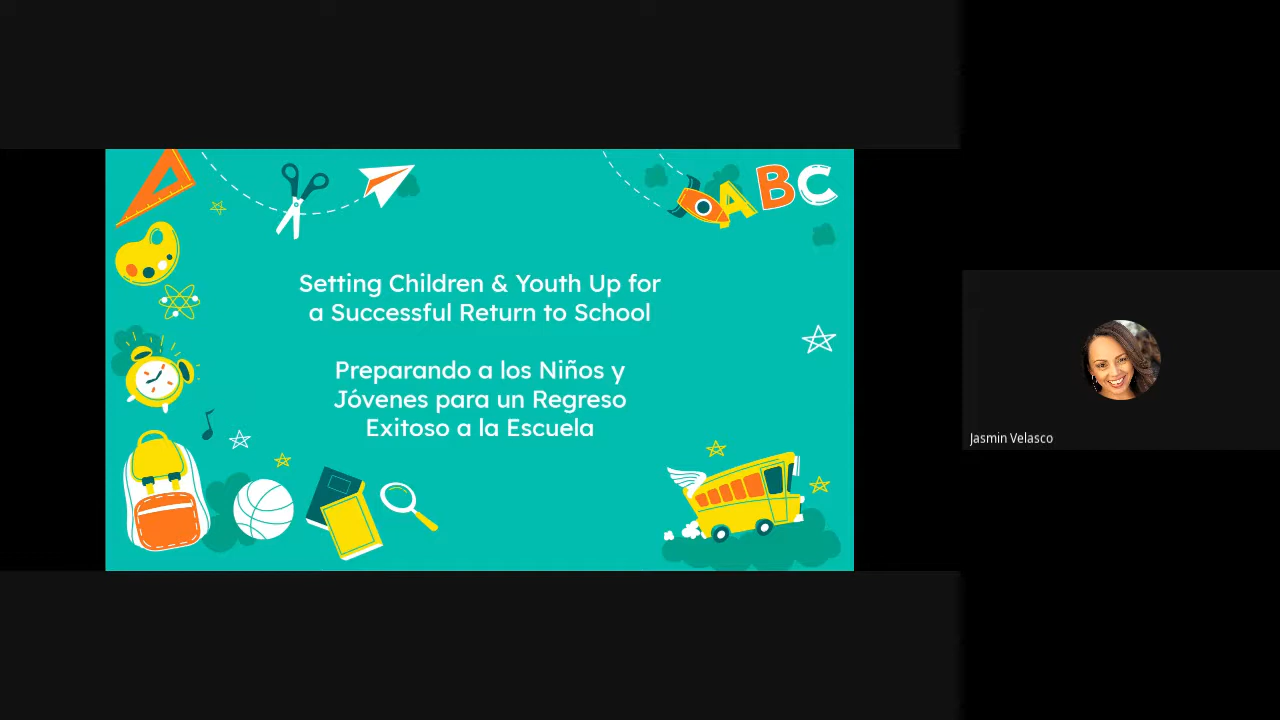 ABC
Setting Children & Youth Up for
a Successful Return to School
Preparando a los Niños y
Jóvenes para un Regreso
Exitoso a la Escuela
Jasmin Velasco